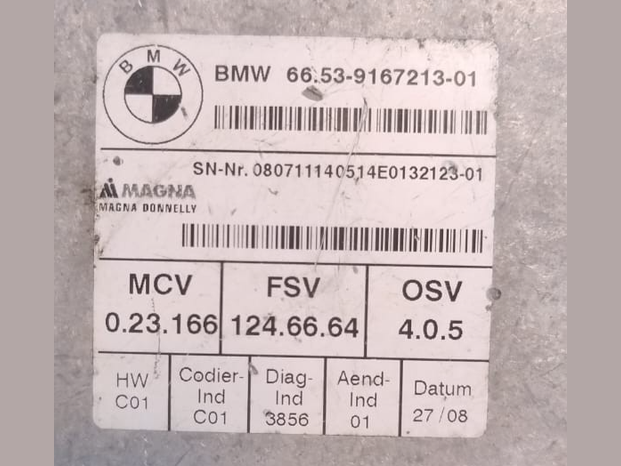 BMW
BMW 66.53-9167213-01
SN-Nr. 080711140514E0132123-01
MAGNA
MAGNA DONNELLY
MCV FSV OSV
0.23.166 124.66.64 4.0.5
HW Codier- Diag- Aend- Datum
C01 Ind Ind Ind 27/08
C01 3856 01